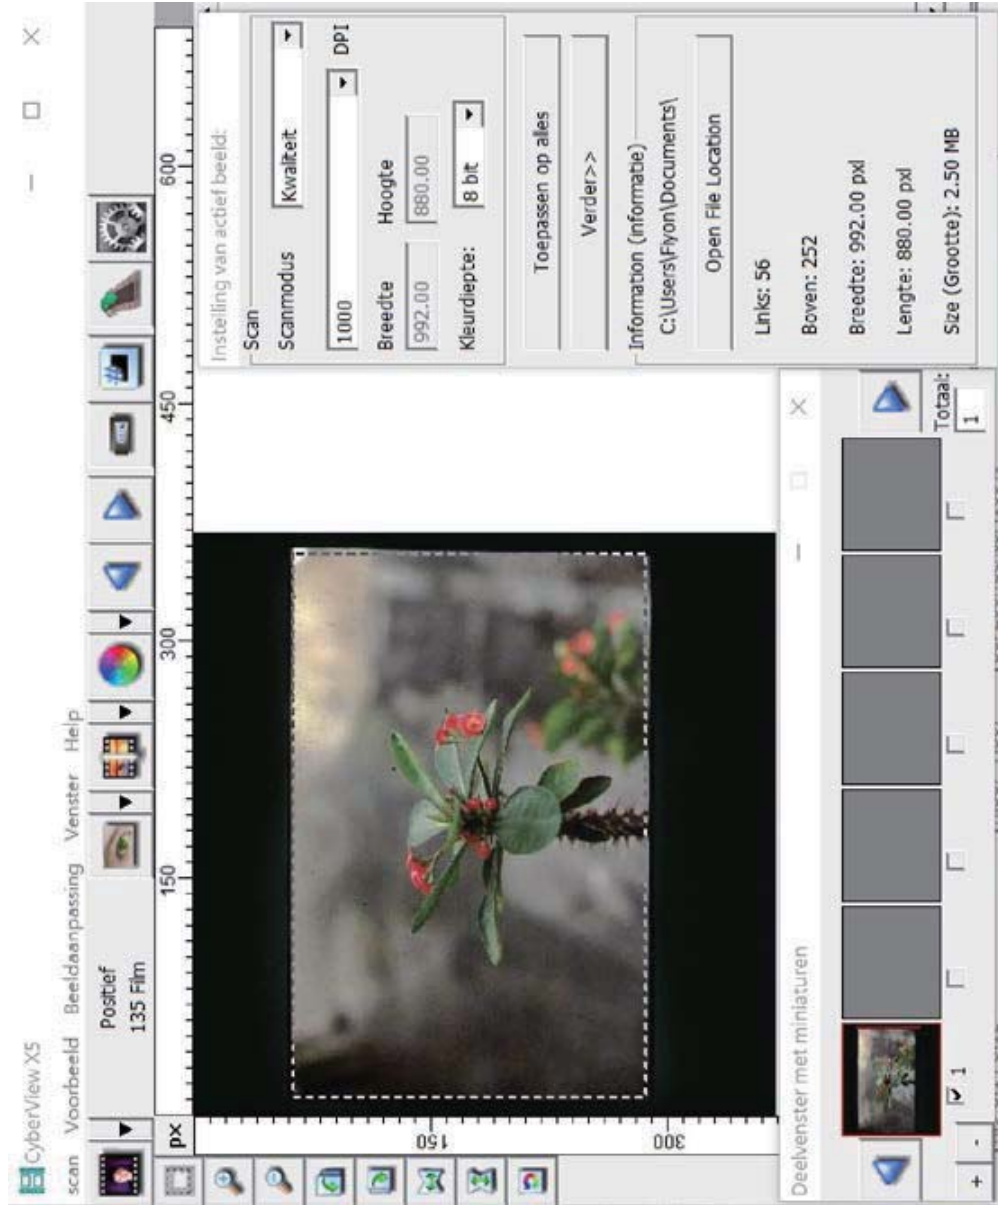 CyberView X5
scan Voorbeeld Beeldaanpassing Venster Help
Positief
135 Film
px
150 300 450 600
150
300
Instelling van actief beeld:
Scan
Scanmodus Kwaliteit
1000 DPI
Breedte Hoogte
992.00 880.00
Kleurdiepte: 8 bit
Toepassen op alles
Verder>>
Information (informatie)
C:\Users\Fiyon\Documents\
Open File Location
Links: 56
Boven: 252
Breedte: 992.00 pxl
Lengte: 880.00 pxl
Size (Grootte): 2.50 MB
Deelvenster met miniaturen
Totaal:
+ - 1 1